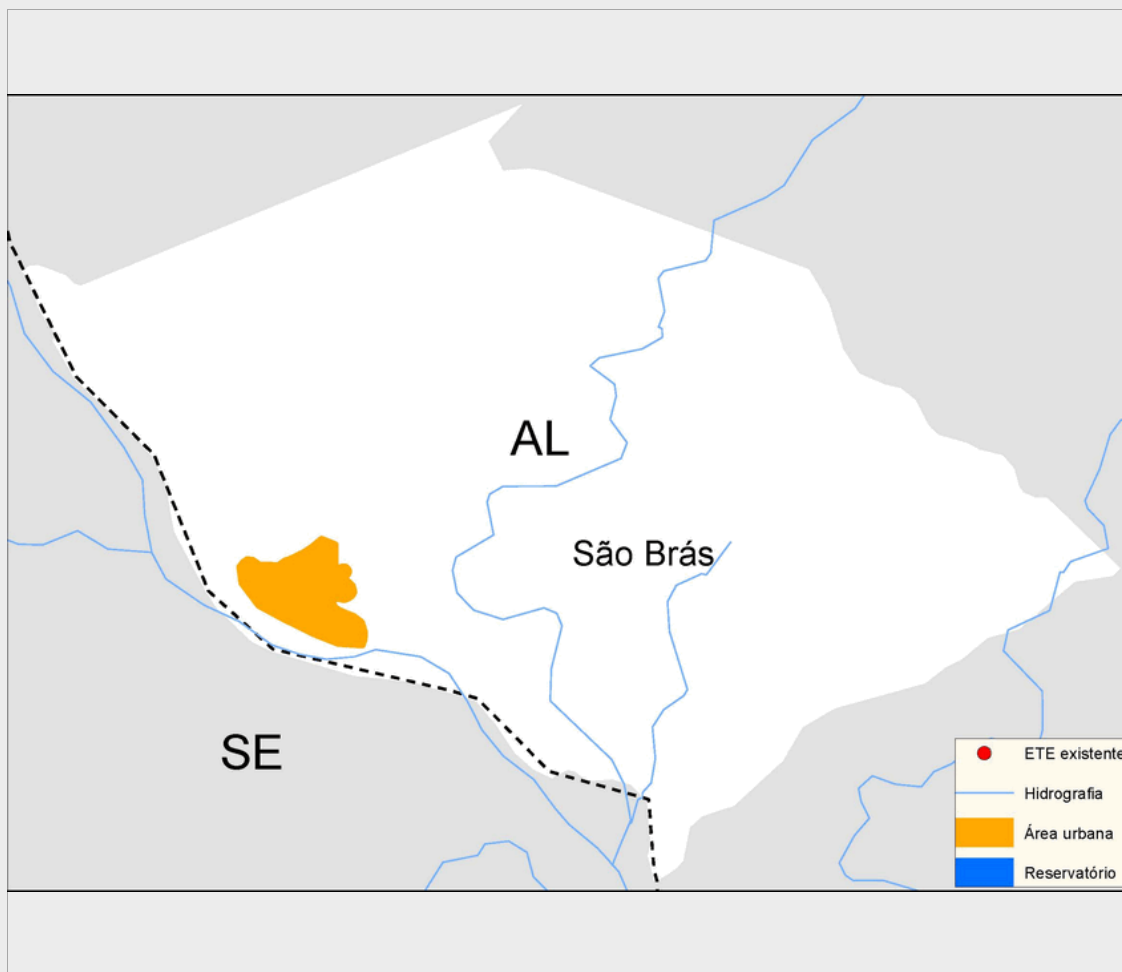 AL
São Brás
SE
ETE existente
Hidrografia
Área urbana
Reservatório